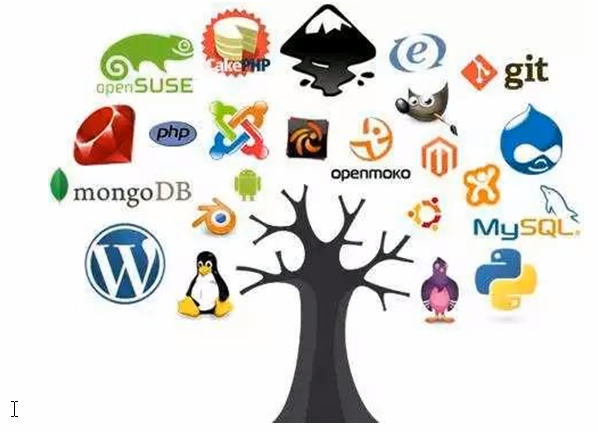 openSUSE
CakePHP
e
git
php
openmoko
mongoDB
MySQL
W